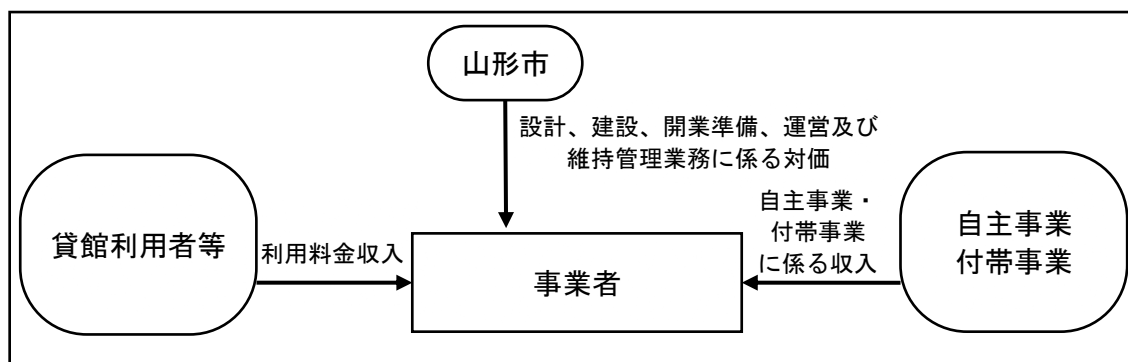 山形市
設計、建設、開業準備、運営及び
維持管理業務に係る対価
貸館利用者等
利用料金収入
事業者
自主事業・
付帯事業
に係る収入
自主事業
付帯事業